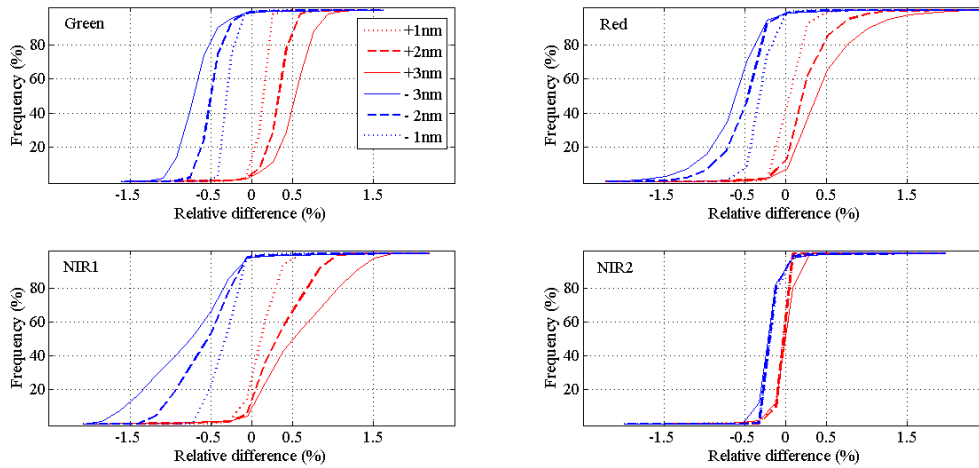 Green
Frequency (%)
80
60
40
20
-1.5
-0.5
0
0.5
1.5
Relative difference (%)
+1nm
+2nm
+3nm
- 3nm
- 2nm
- 1nm
Red
Frequency (%)
80
60
40
20
-1.5
-0.5
0
0.5
1.5
Relative difference (%)
NIR1
Frequency (%)
80
60
40
20
-1.5
-0.5
0
0.5
1.5
Relative difference (%)
NIR2
Frequency (%)
80
60
40
20
-1.5
-0.5
0
0.5
1.5
Relative difference (%)